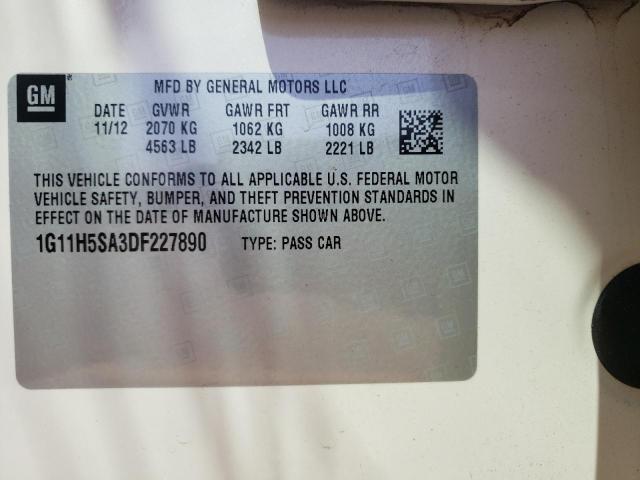 GM
MFD BY GENERAL MOTORS LLC
DATE GVWR GAWR FRT GAWR RR
11/12 2070 KG 1062 KG 1008 KG
4563 LB 2342 LB 2221 LB
THIS VEHICLE CONFORMS TO ALL APPLICABLE U.S. FEDERAL MOTOR
VEHICLE SAFETY, BUMPER, AND THEFT PREVENTION STANDARDS IN
EFFECT ON THE DATE OF MANUFACTURE SHOWN ABOVE.
1G11H5SA3DF227890 TYPE: PASS CAR